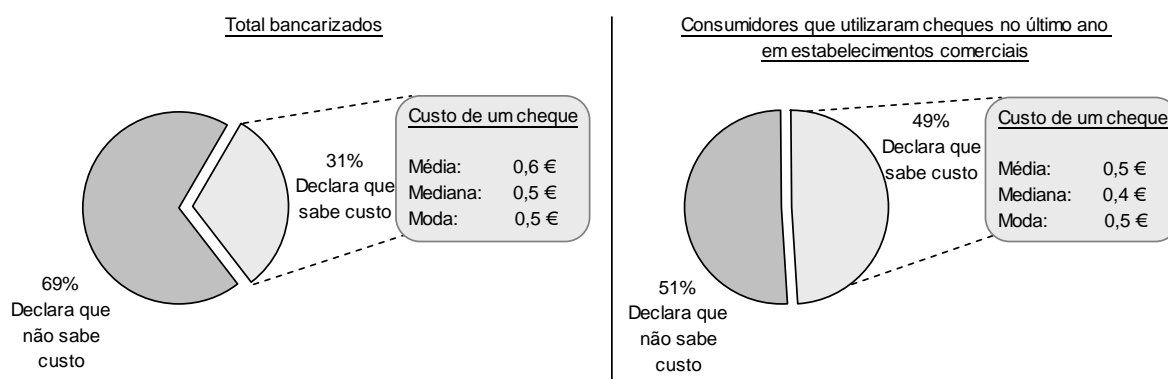 Total bancarizados
31%
Declara que
sabe custo
Custo de um cheque
Média: 0,6 €
Mediana: 0,5 €
Moda: 0,5 €
69%
Declara que
não sabe
custo
Consumidores que utilizaram cheques no último ano
em estabelecimentos comerciais
49%
Declara que
sabe custo
Custo de um cheque
Média: 0,5 €
Mediana: 0,4 €
Moda: 0,5 €
51%
Declara que
não sabe
custo